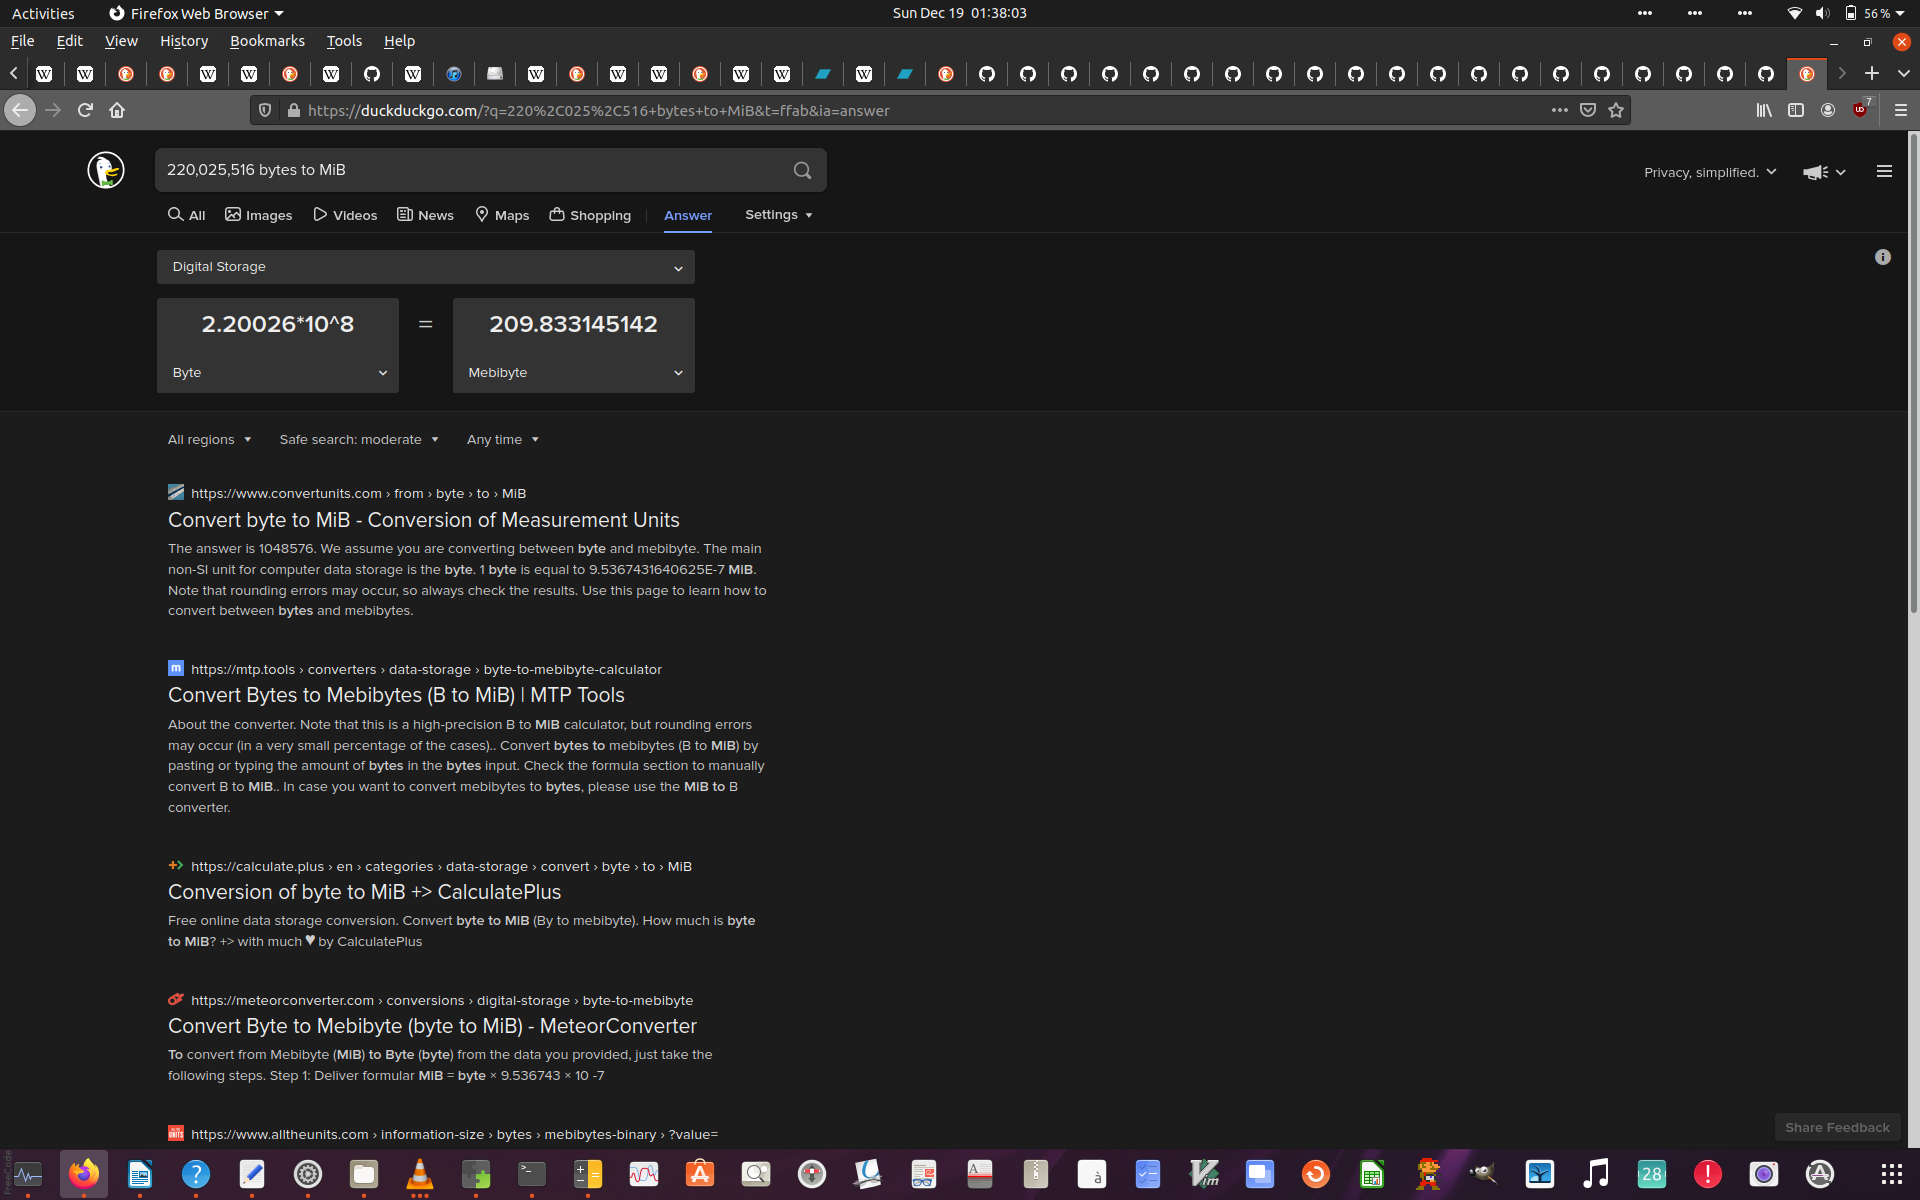 Activities Firefox Web Browser Sun Dec 19 01:38:03 56 %
File Edit View History Bookmarks Tools Help
https://duckduckgo.com/?q=220%2C025%2C516+bytes+to+MiB&t=ffab&ia=answer 7
220,025,516 bytes to MiB
Privacy, simplified.
All Images Videos News Maps Shopping Answer Settings
Digital Storage
2.20026*10^8 = 209.833145142
Byte Mebibyte
All regions Safe search: moderate Any time
https://www.convertunits.com › from › byte › to › MiB
Convert byte to MiB - Conversion of Measurement Units
The answer is 1048576. We assume you are converting between byte and mebibyte. The main
non-SI unit for computer data storage is the byte. 1 byte is equal to 9.5367431640625E-7 MiB.
Note that rounding errors may occur, so always check the results. Use this page to learn how to
convert between bytes and mebibytes.
https://mtp.tools › converters › data-storage › byte-to-mebibyte-calculator
Convert Bytes to Mebibytes (B to MiB) | MTP Tools
About the converter. Note that this is a high-precision B to MiB calculator, but rounding errors
may occur (in a very small percentage of the cases).. Convert bytes to mebibytes (B to MiB) by
pasting or typing the amount of bytes in the bytes input. Check the formula section to manually
convert B to MiB.. In case you want to convert mebibytes to bytes, please use the MiB to B
converter.
https://calculate.plus › en › categories › data-storage › convert › byte › to › MiB
Conversion of byte to MiB +> CalculatePlus
Free online data storage conversion. Convert byte to MiB (By to mebibyte). How much is byte
to MiB? +> with much ♥ by CalculatePlus
https://meteorconverter.com › conversions › digital-storage › byte-to-mebibyte
Convert Byte to Mebibyte (byte to MiB) - MeteorConverter
To convert from Mebibyte (MiB) to Byte (byte) from the data you provided, just take the
following steps. Step 1: Deliver formular MiB = byte × 9.536743 × 10 -7
https://www.alltheunits.com › information-size › bytes › mebibytes-binary › ?value=
Share Feedback
28